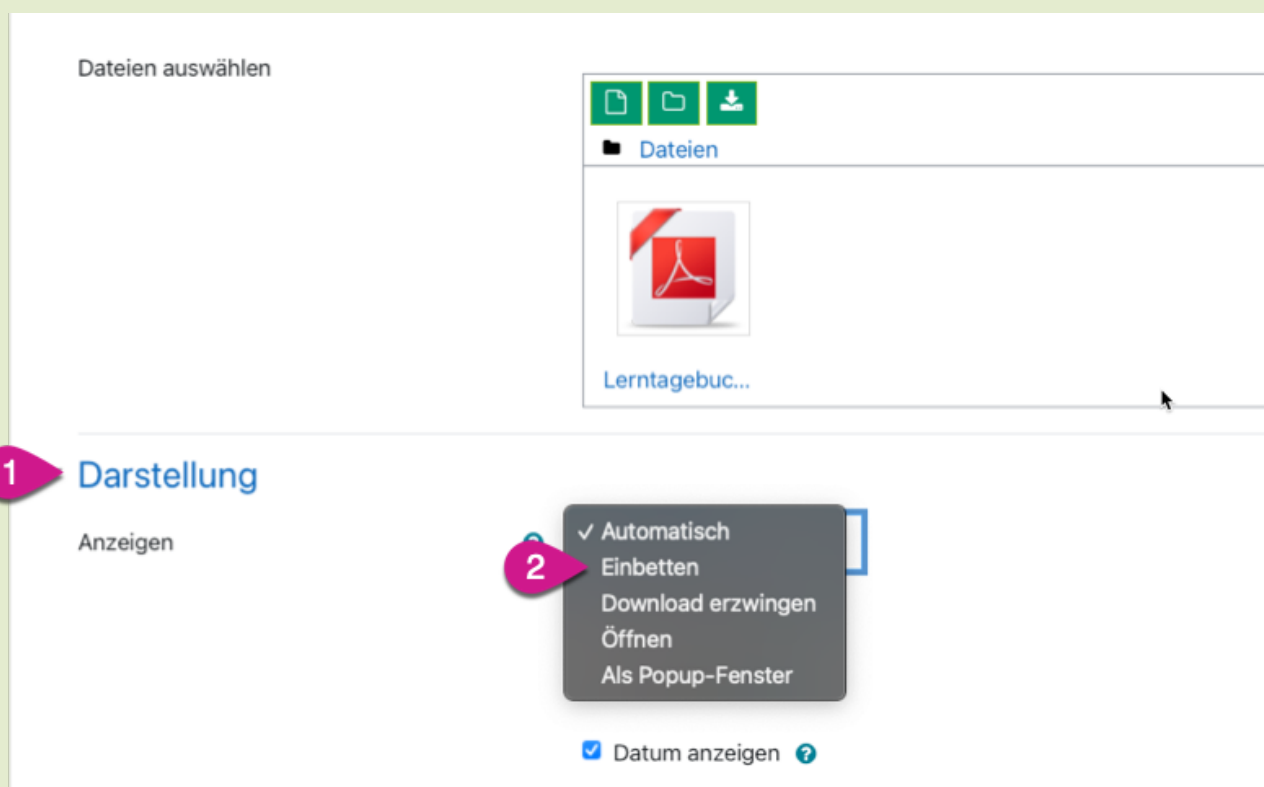 Dateien auswählen
Dateien
Lerntagebuc...
1
Darstellung
Anzeigen
✓ Automatisch
2
Einbetten
Download erzwingen
Öffnen
Als Popup-Fenster
Datum anzeigen ?